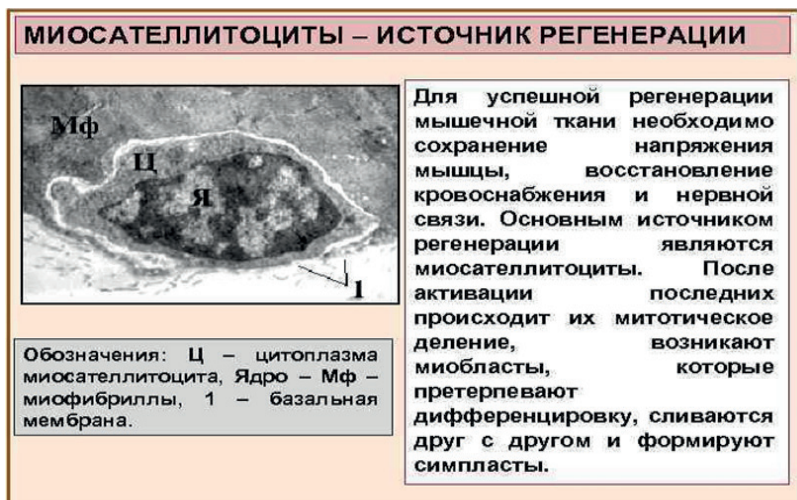 МИОСАТЕЛЛИТОЦИТЫ – ИСТОЧНИК РЕГЕНЕРАЦИИ
Мф
Ц
Я
1
Обозначения: Ц – цитоплазма
миосателлитоцита, Ядро – Мф –
миофибриллы, 1 – базальная
мембрана.
Для успешной регенерации
мышечной ткани необходимо
сохранение напряжения
мышцы, восстановление
кровоснабжения и нервной
связи. Основным источником
регенерации являются
миосателлитоциты. После
активации последних
происходит их митотическое
деление, возникают
миобласты, которые
претерпевают
дифференцировку, сливаются
друг с другом и формируют
симпласты.